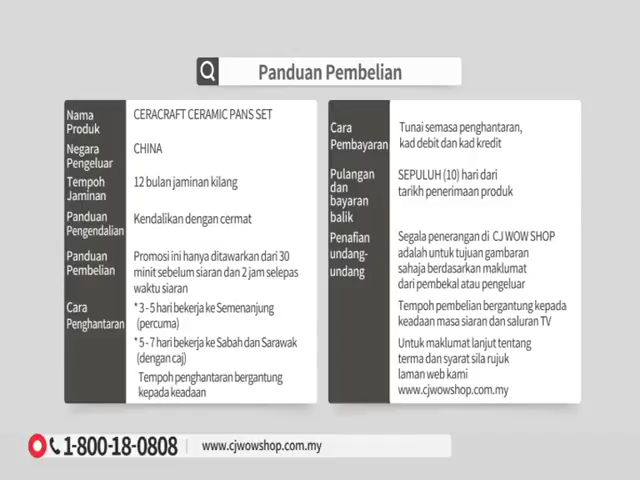 Panduan Pembelian
Nama
Produk
CERACRAFT CERAMIC PANS SET
Negara
Pengeluar
CHINA
Tempoh
Jaminan
12 bulan jaminan kilang
Panduan
Pengendalian
Kendalikan dengan cermat
Panduan
Pembelian
Promosi ini hanya ditawarkan dari 30
minit sebelum siaran dan 2 jam selepas
waktu siaran
Cara
Penghantaran
* 3 - 5 hari bekerja ke Semenanjung
(percuma)
* 5 - 7 hari bekerja ke Sabah dan Sarawak
(dengan caj)
Tempoh penghantaran bergantung
kepada keadaan
Cara
Pembayaran
Tunai semasa penghantaran,
kad debit dan kad kredit
Pulangan
dan
bayaran
balik
SEPULUH (10) hari dari
tarikh penerimaan produk
Penafian
undang-
undang
Segala penerangan di CJ WOW SHOP
adalah untuk tujuan gambaran
sahaja berdasarkan maklumat
dari pembekal atau pengeluar
Tempoh pembelian bergantung kepada
keadaan masa siaran dan saluran TV
Untuk maklumat lanjut tentang
terma dan syarat sila rujuk
laman web kami
www.cjwowshop.com.my
1-800-18-0808
www.cjwowshop.com.my